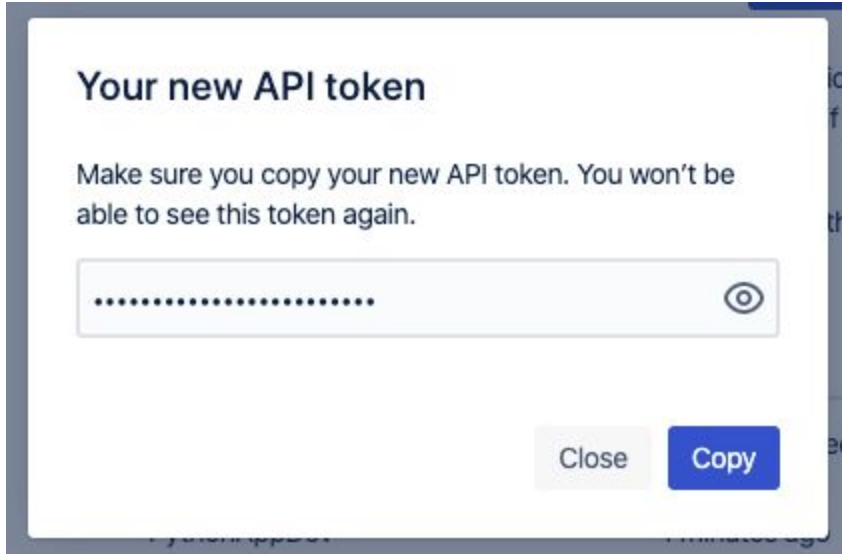 Your new API token
Make sure you copy your new API token. You won't be
able to see this token again.
••••••••••••••••••••••••
Close
Copy